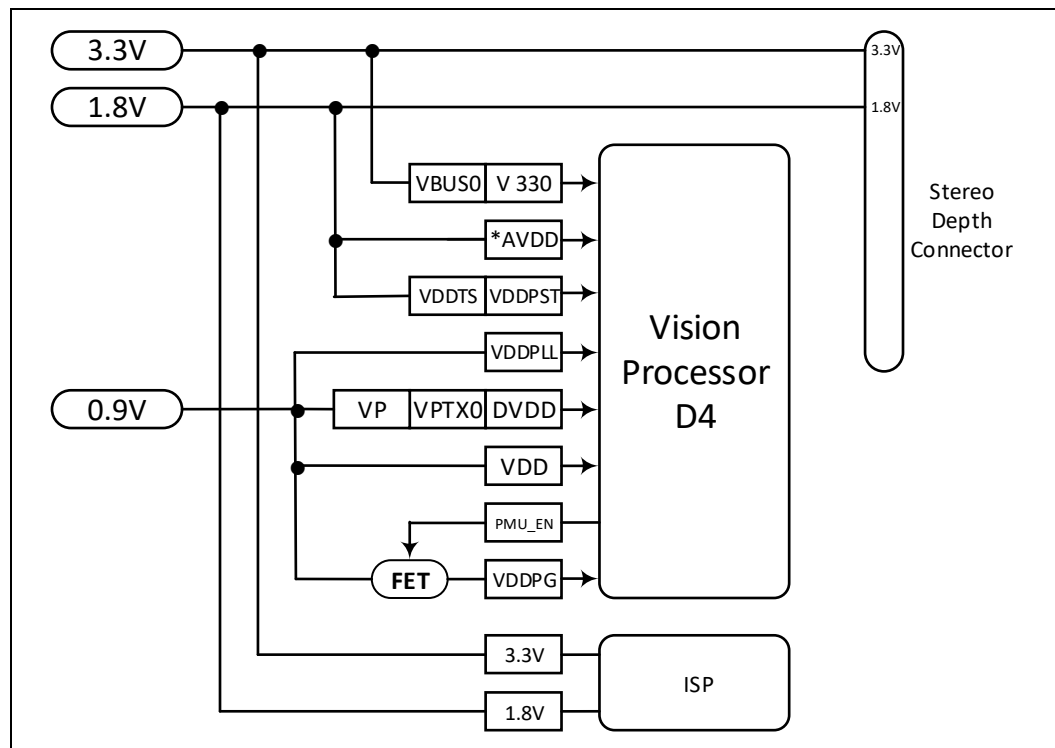 3.3V
3.3V
1.8V
1.8V
VBUS0 V 330
*AVDD
VDDTS VDDPST
Stereo
Depth
Connector
Vision
Processor
D4
VDDPLL
0.9V
VP VPTX0 DVDD
VDD
PMU_EN
FET
VDDPG
3.3V
ISP
1.8V